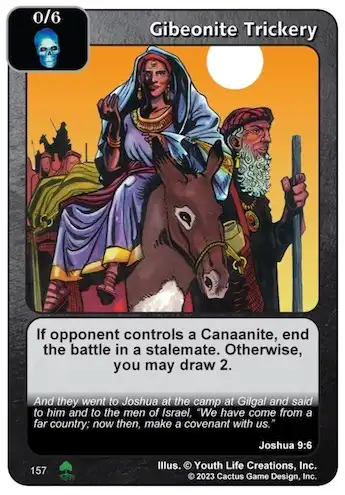 0/6
Gibeonite Trickery
If opponent controls a Canaanite, end
the battle in a stalemate. Otherwise,
you may draw 2.
And they went to Joshua at the camp at Gilgal and said
to him and to the men of Israel, “We have come from a
far country; now then, make a covenant with us.”
Joshua 9:6
157
Illus. © Youth Life Creations, Inc.
© 2023 Cactus Game Design, Inc.